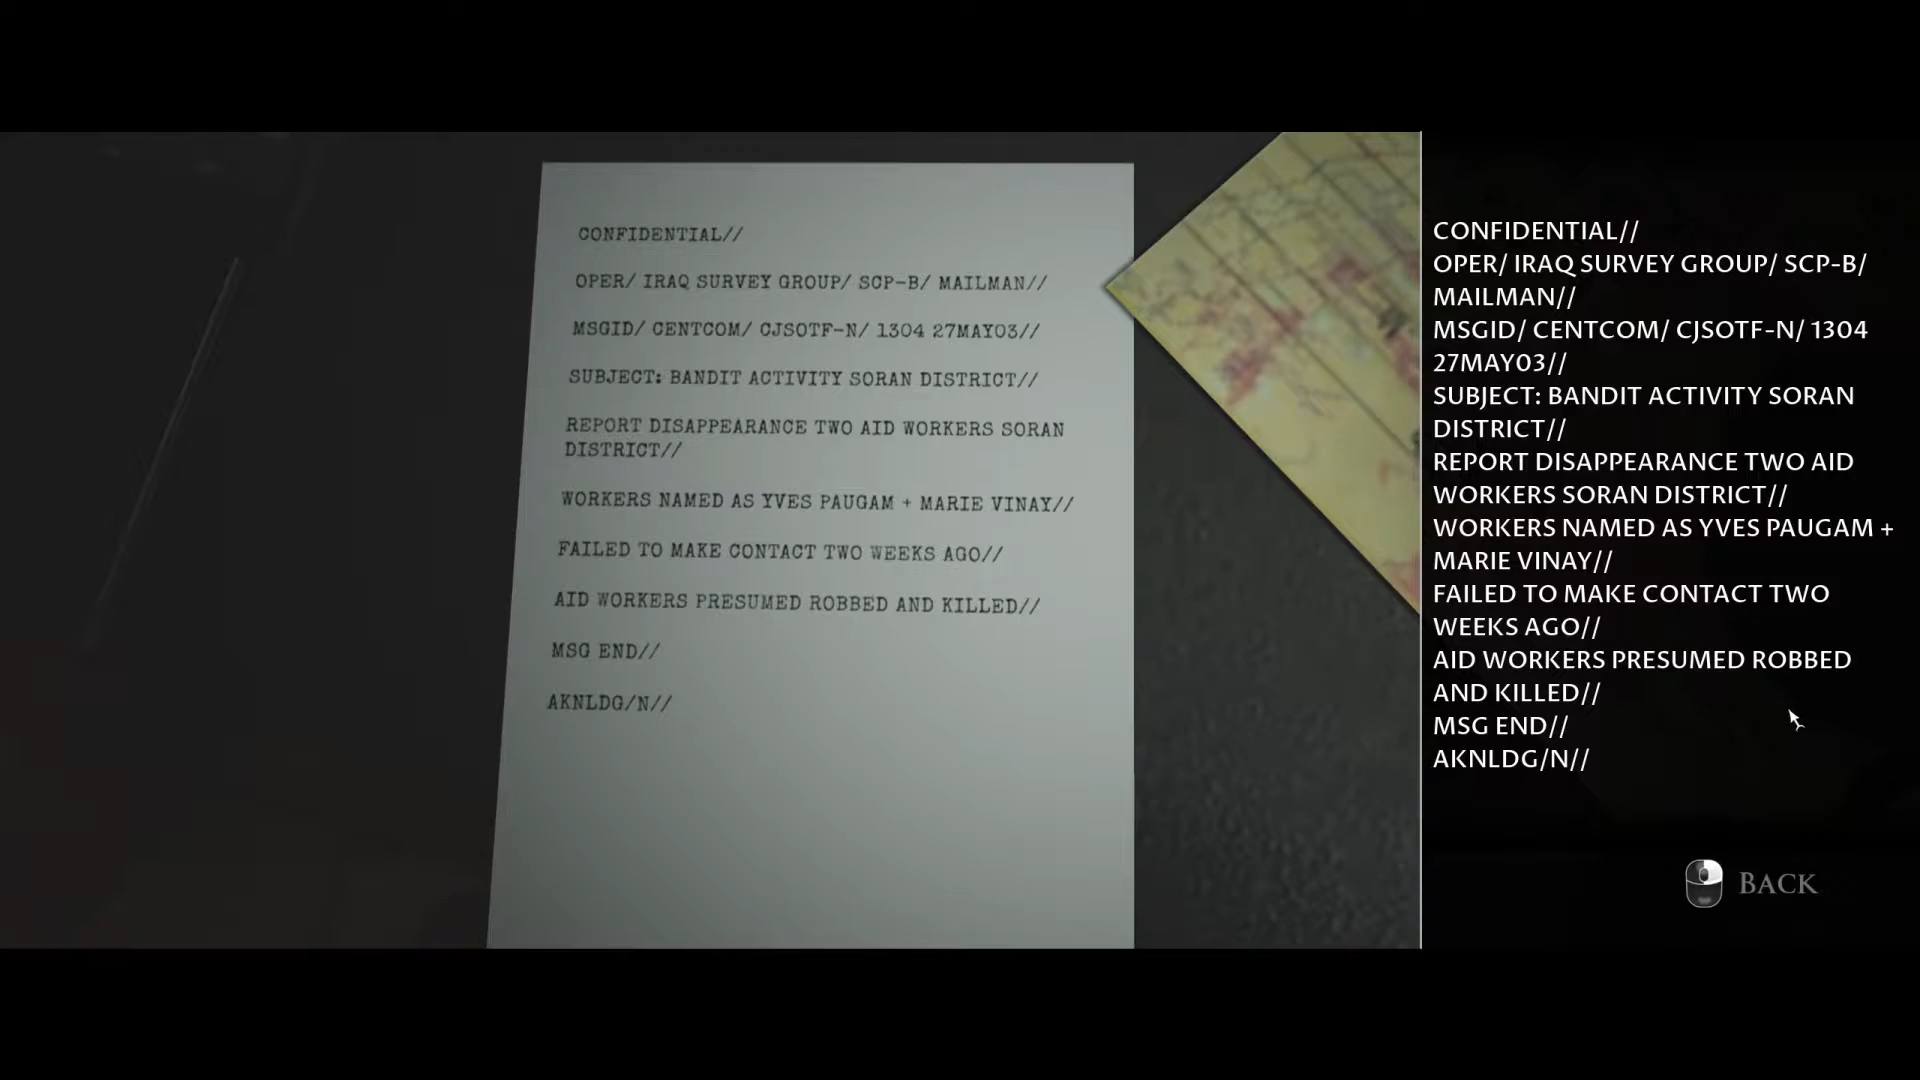 CONFIDENTIAL//
OPER/ IRAQ SURVEY GROUP/ SCP-B/ MAILMAN//
MSGID/ CENTCOM/ CJSOTF-N/ 1304 27MAY03//
SUBJECT: BANDIT ACTIVITY SORAN DISTRICT//
REPORT DISAPPEARANCE TWO AID WORKERS SORAN
DISTRICT//
WORKERS NAMED AS YVES PAUGAM + MARIE VINAY//
FAILED TO MAKE CONTACT TWO WEEKS AGO//
AID WORKERS PRESUMED ROBBED AND KILLED//
MSG END//
AKNLDG/N//
CONFIDENTIAL//
OPER/ IRAQ SURVEY GROUP/ SCP-B/
MAILMAN//
MSGID/ CENTCOM/ CJSOTF-N/ 1304
27MAY03//
SUBJECT: BANDIT ACTIVITY SORAN
DISTRICT//
REPORT DISAPPEARANCE TWO AID
WORKERS SORAN DISTRICT//
WORKERS NAMED AS YVES PAUGAM +
MARIE VINAY//
FAILED TO MAKE CONTACT TWO
WEEKS AGO//
AID WORKERS PRESUMED ROBBED
AND KILLED//
MSG END//
AKNLDG/N//
BACK